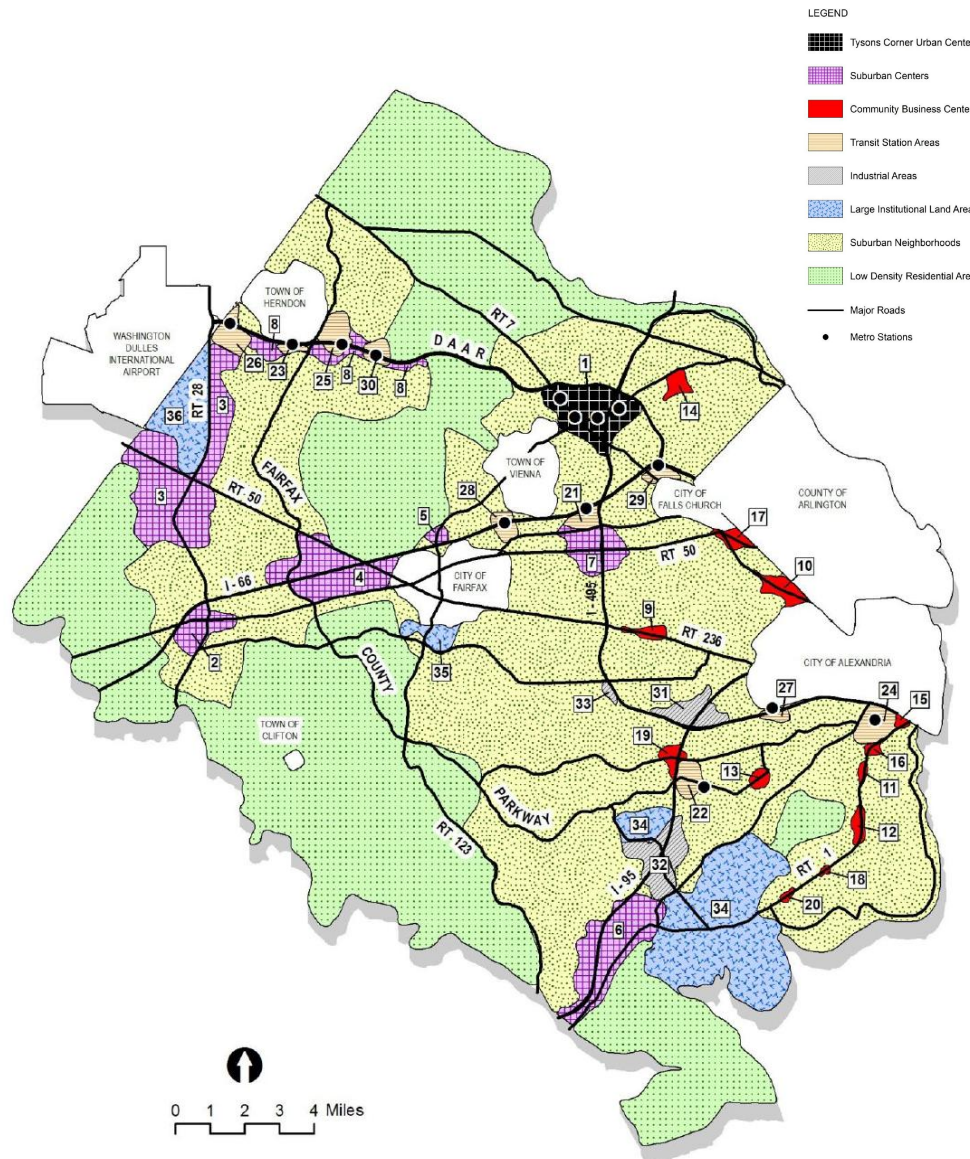 LEGEND
Tysons Corner Urban Cente
Suburban Centers
Community Business Cente
Transit Station Areas
Industrial Areas
Large Institutional Land Area
Suburban Neighborhoods
Low Density Residential Are
Major Roads
Metro Stations
TOWN OF
HERNDON
WASHINGTON
DULLES
INTERNATIONAL
AIRPORT
RT 7
DAAR
8
26
23
25
8
30
8
1
14
36
RT. 28
3
3
FAIRFAX
RT. 50
TOWN OF
VIENNA
28
21
29
CITY OF
FALLS CHURCH
COUNTY OF
ARLINGTON
5
17
7
RT 50
10
I-66
4
CITY OF
FAIRFAX
I-495
9
RT 236
2
35
COUNTY
CITY OF ALEXANDRIA
33
31
27
24
15
TOWN OF
CLIFTON
19
13
16
11
22
PARKWAY
12
RT. 123
34
32
I-95
34
RT. 1
18
20
6
0 1 2 3 4 Miles